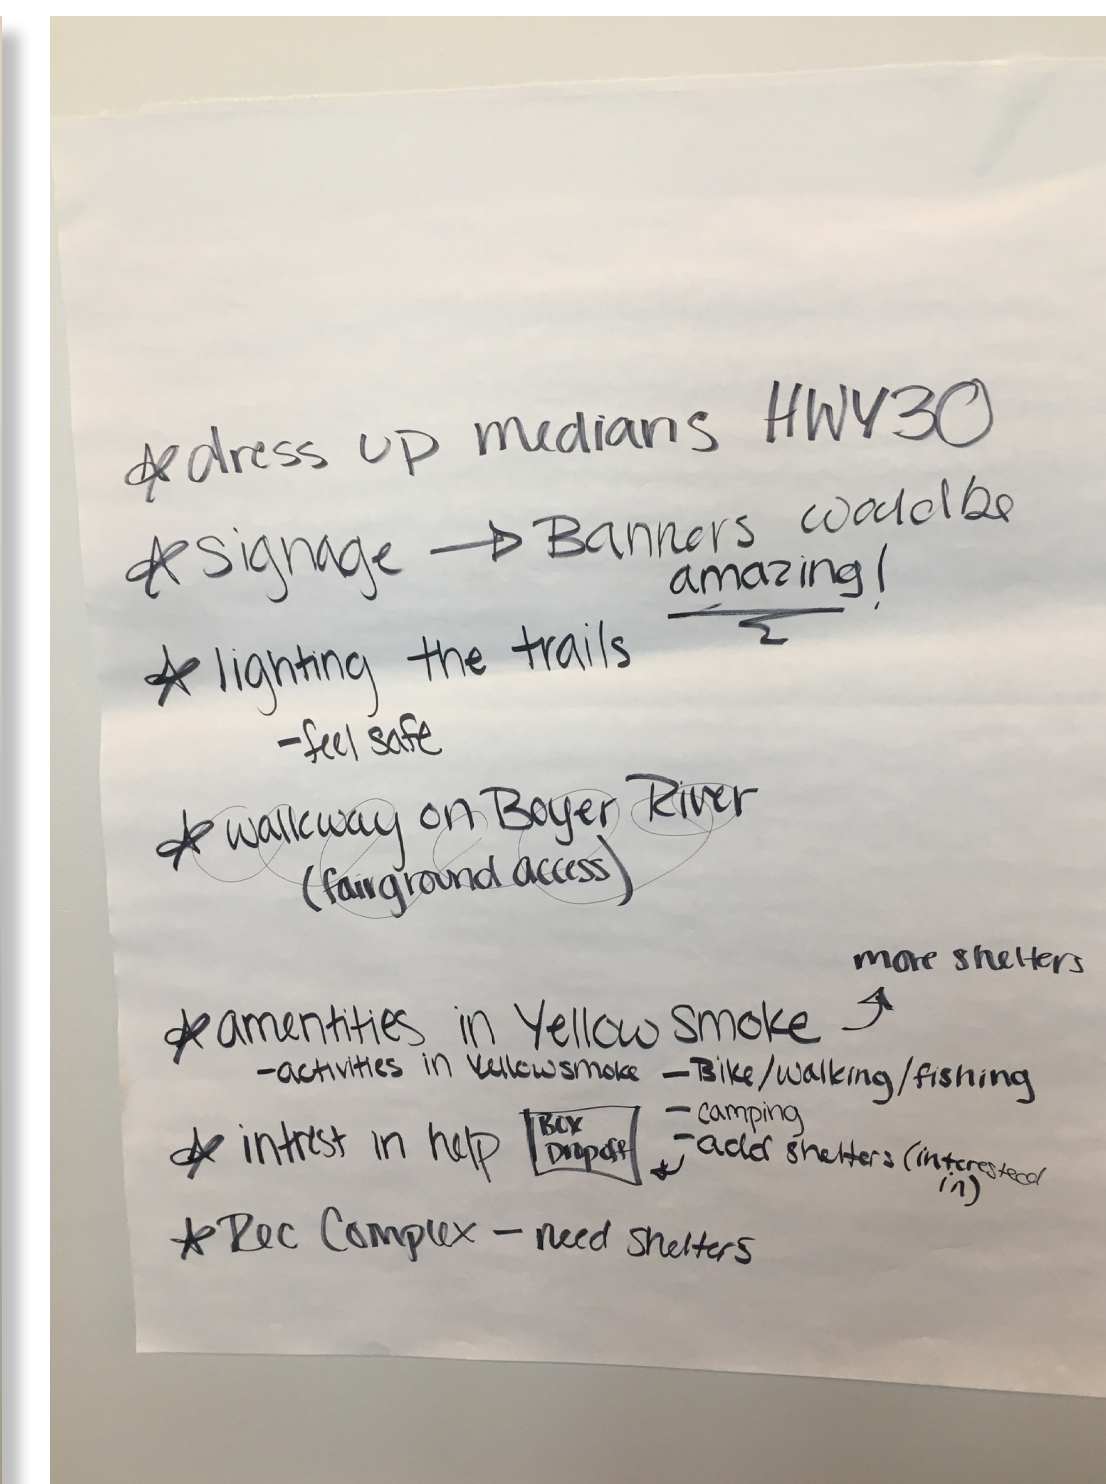 dress up medians HWY30
signage → Banners would be
amazing!
lighting the trails
-feel safe
walkway on Boyer River
(fairground access)
more shelters
amentities in Yellow Smoke
-activities in Yellowsmoke - Bike/walking/fishing
- camping
intrest in help Box Dropoff - add shelters (interestead
in)
Rec Complex - need shelters